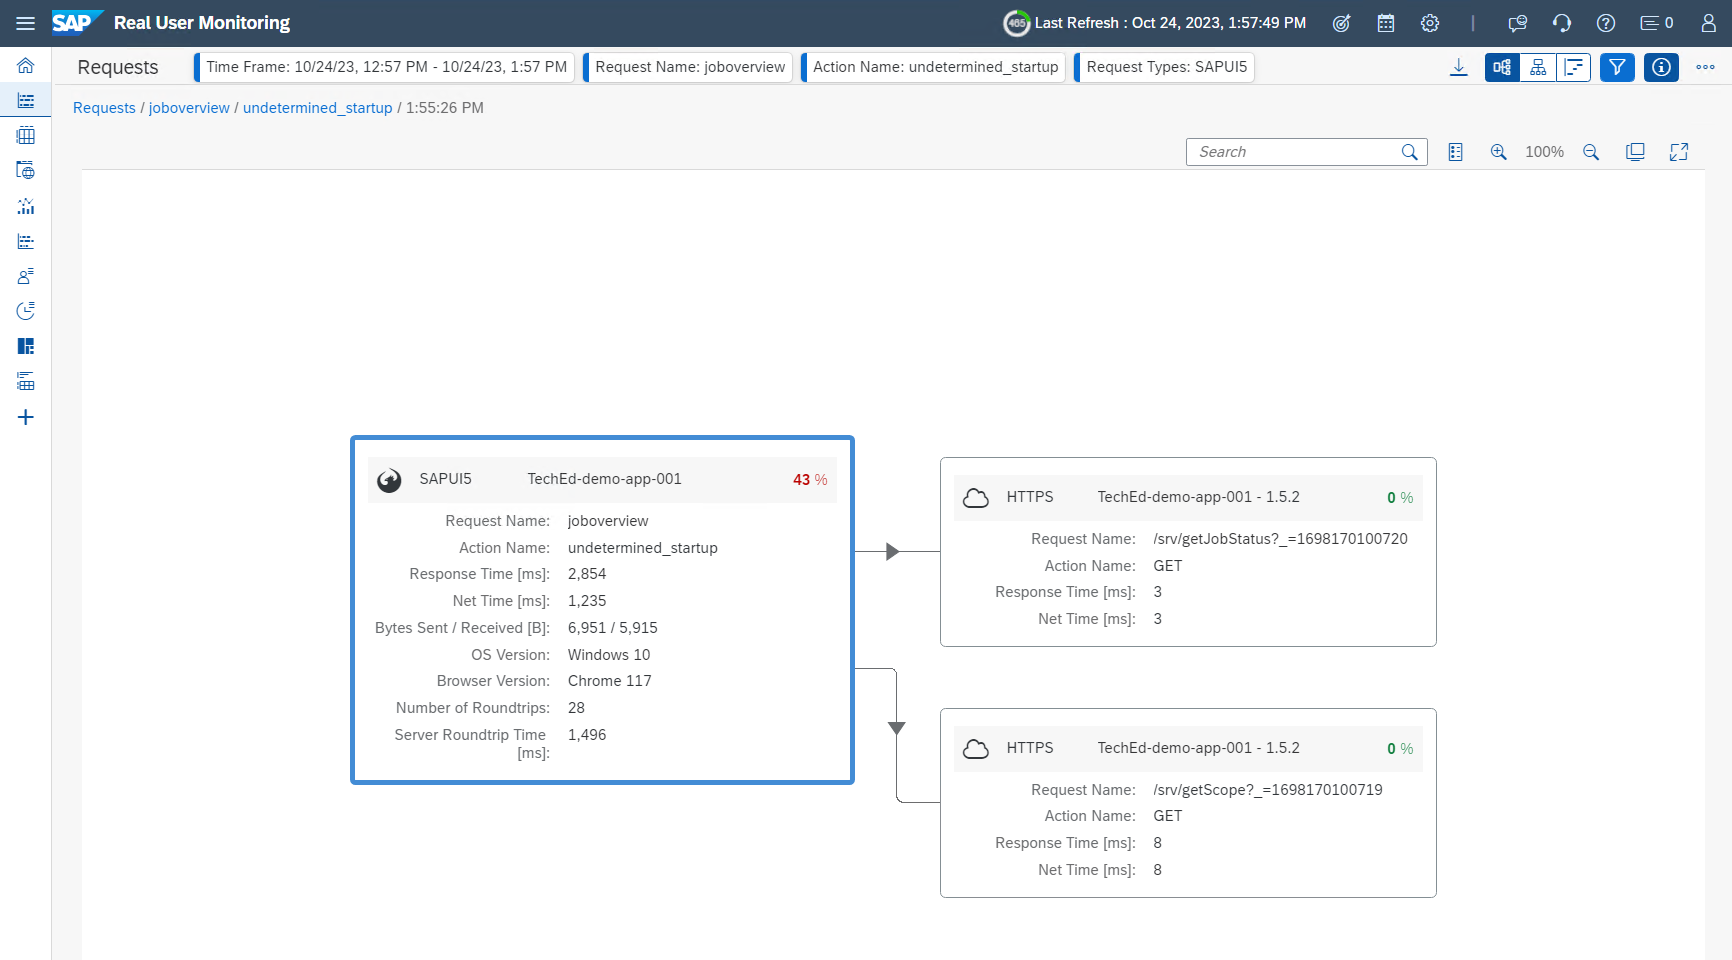 SAP Real User Monitoring
465 Last Refresh : Oct 24, 2023, 1:57:49 PM | 0
Requests Time Frame: 10/24/23, 12:57 PM - 10/24/23, 1:57 PM Request Name: joboverview Action Name: undetermined_startup Request Types: SAPUI5
Requests / joboverview / undetermined_startup / 1:55:26 PM
Search 100%
SAPUI5 TechEd-demo-app-001 43 %
Request Name: joboverview
Action Name: undetermined_startup
Response Time [ms]: 2,854
Net Time [ms]: 1,235
Bytes Sent / Received [B]: 6,951 / 5,915
OS Version: Windows 10
Browser Version: Chrome 117
Number of Roundtrips: 28
Server Roundtrip Time 1,496
[ms]:
HTTPS TechEd-demo-app-001 - 1.5.2 0 %
Request Name: /srv/getJobStatus?_=1698170100720
Action Name: GET
Response Time [ms]: 3
Net Time [ms]: 3
HTTPS TechEd-demo-app-001 - 1.5.2 0 %
Request Name: /srv/getScope?_=1698170100719
Action Name: GET
Response Time [ms]: 8
Net Time [ms]: 8